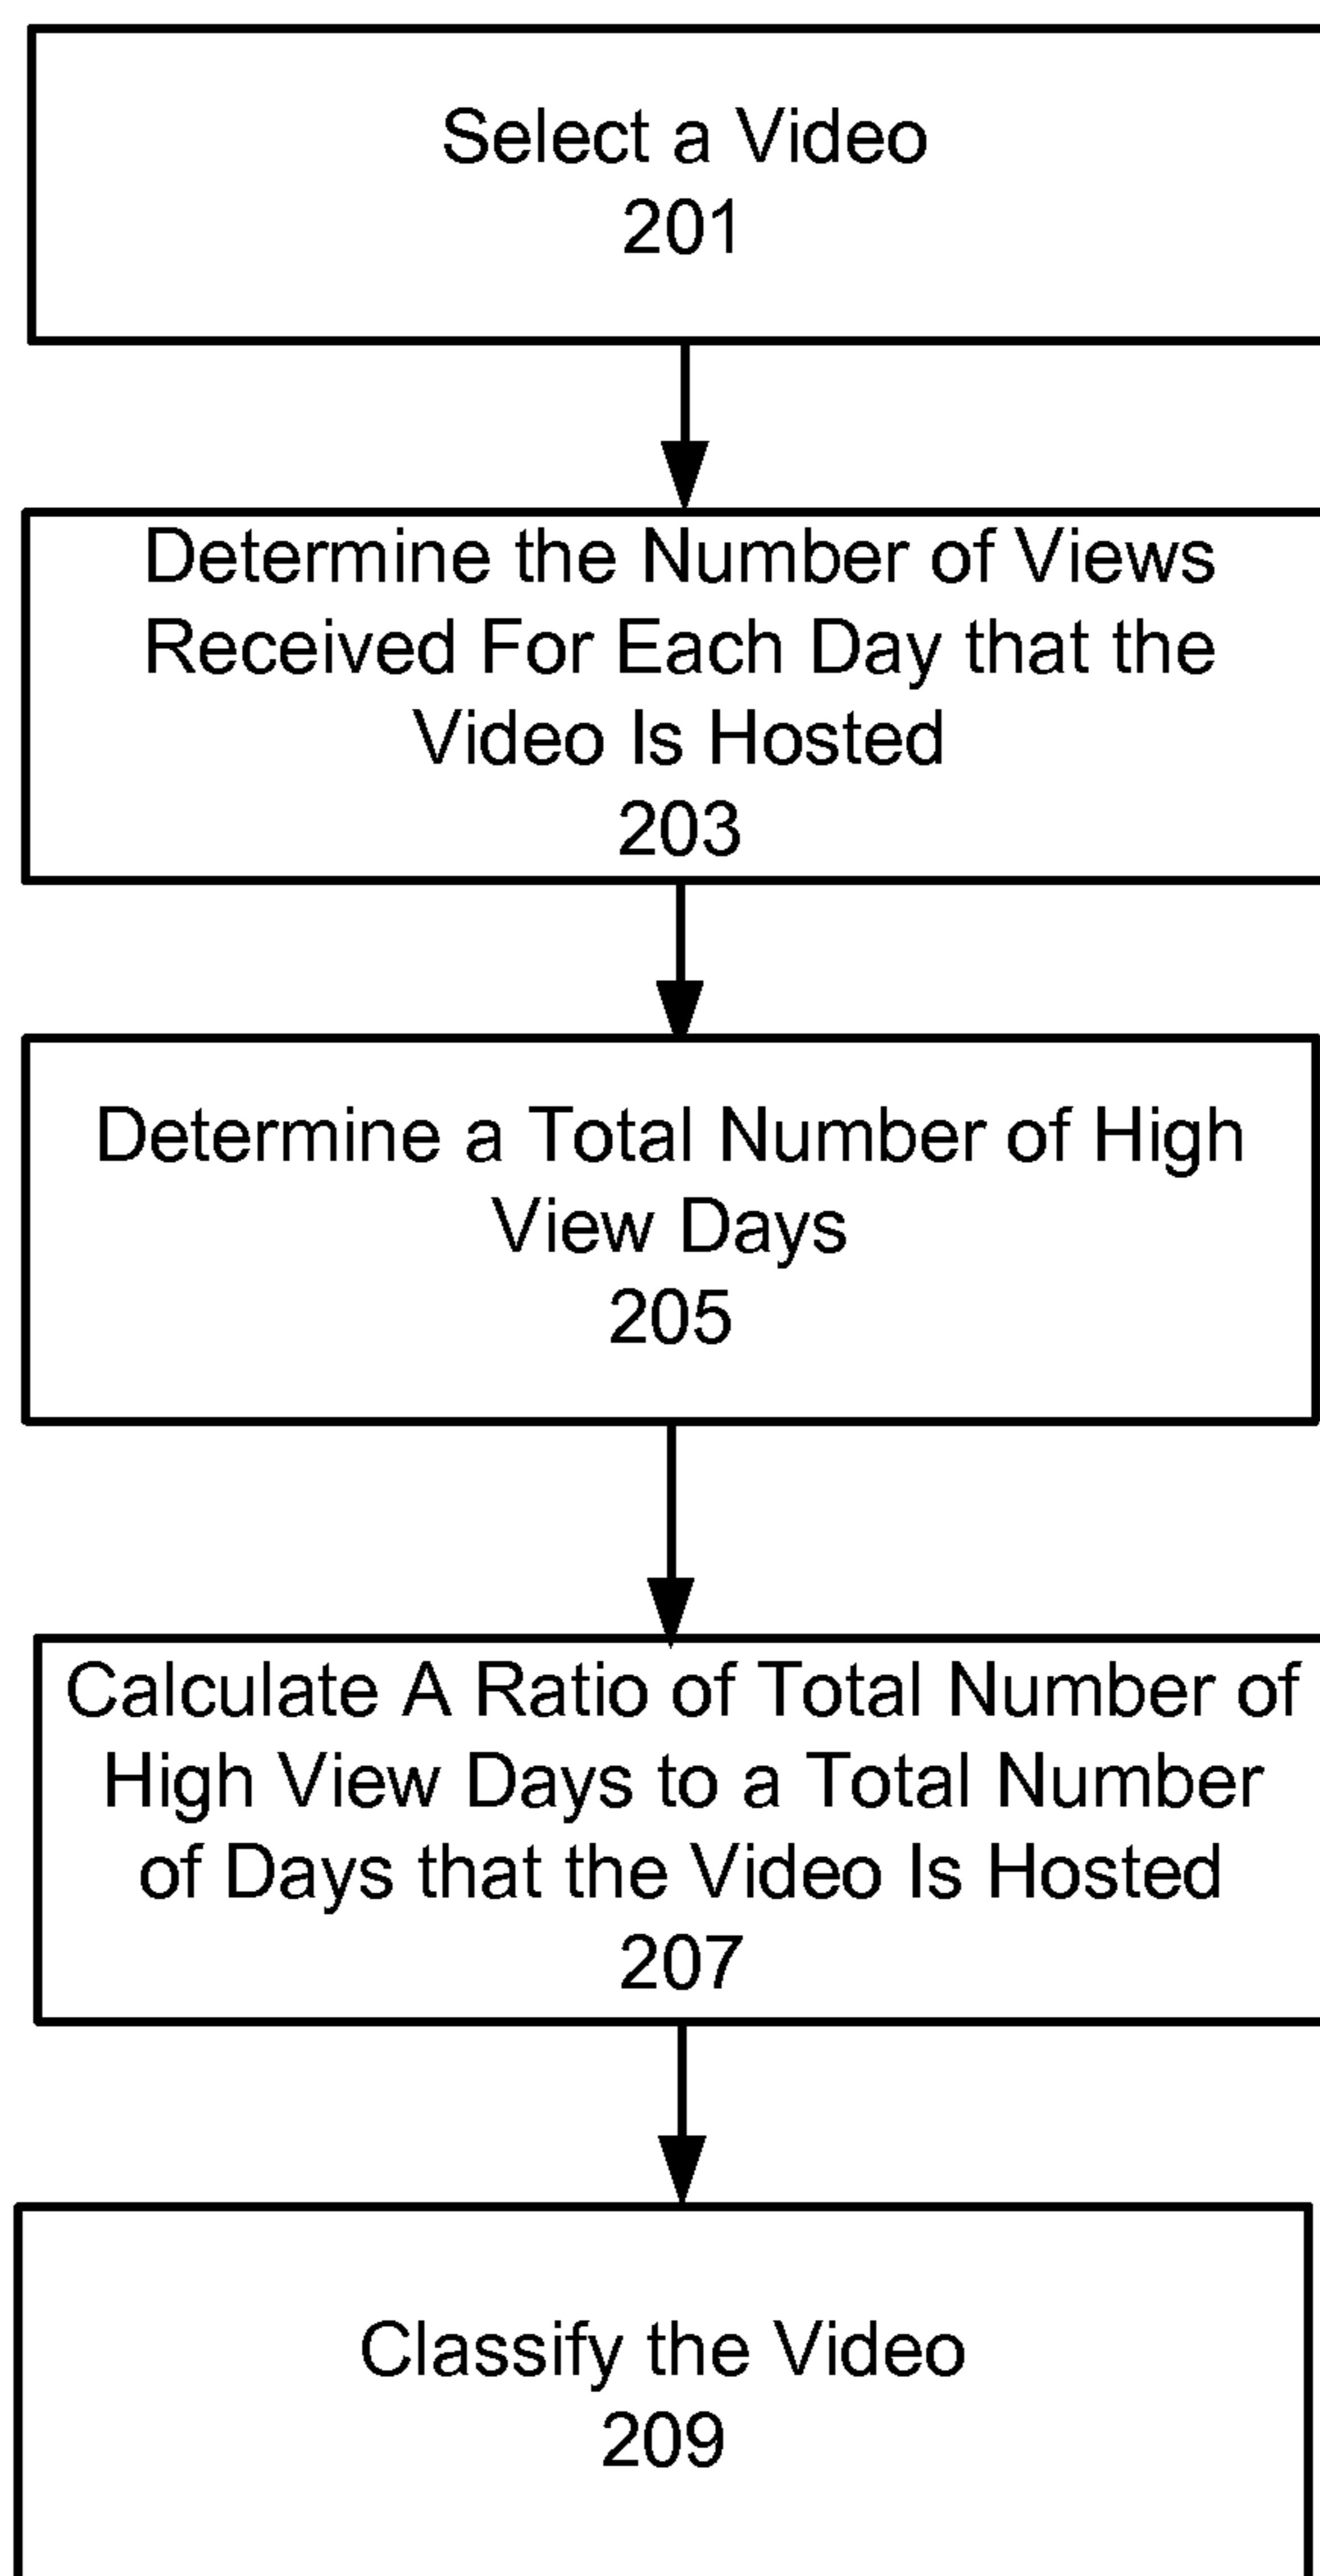 Select a Video
201
Determine the Number of Views
Received For Each Day that the
Video Is Hosted
203
Determine a Total Number of High
View Days
205
Calculate A Ratio of Total Number of
High View Days to a Total Number
of Days that the Video Is Hosted
207
Classify the Video
209